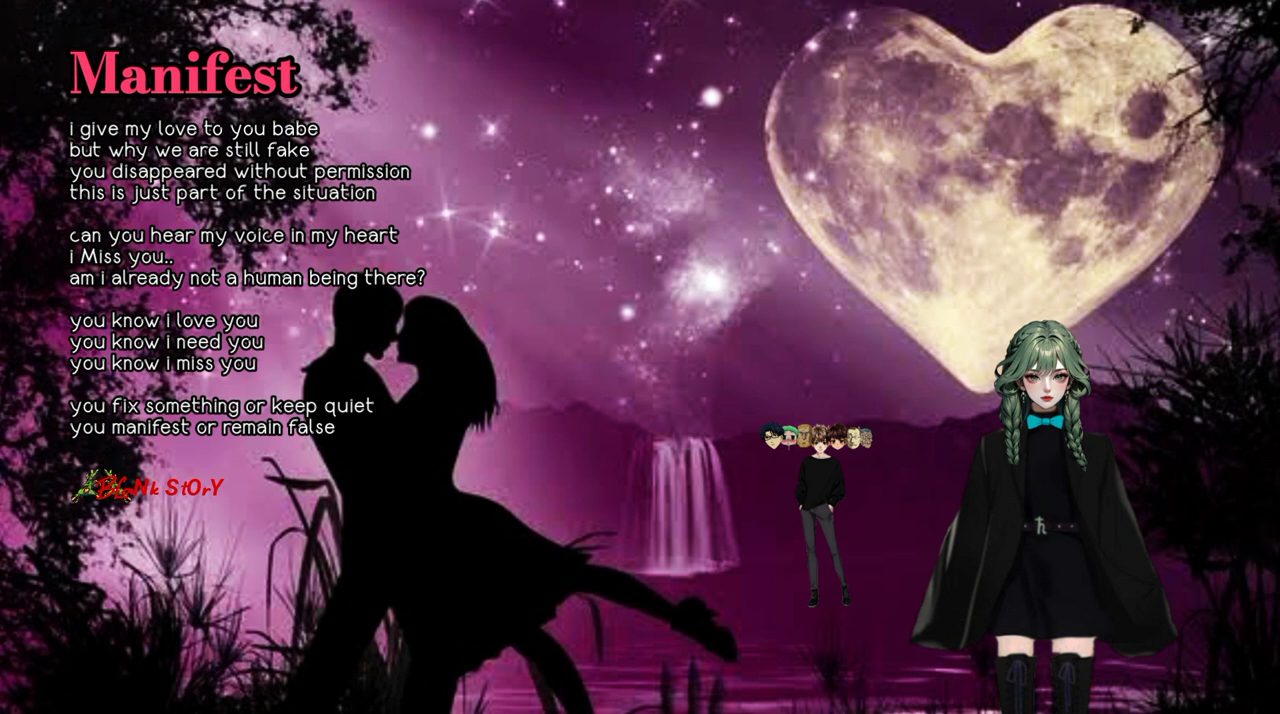 Manifest
i give my love to you babe
but why we are still fake
you disappeared without permission
this is just part of the situation
can you hear my voice in my heart
i Miss you..
am i already not a human being there?
you know i love you
you know i need you
you know i miss you
you fix something or keep quiet
you manifest or remain false
BLaNk StOrY